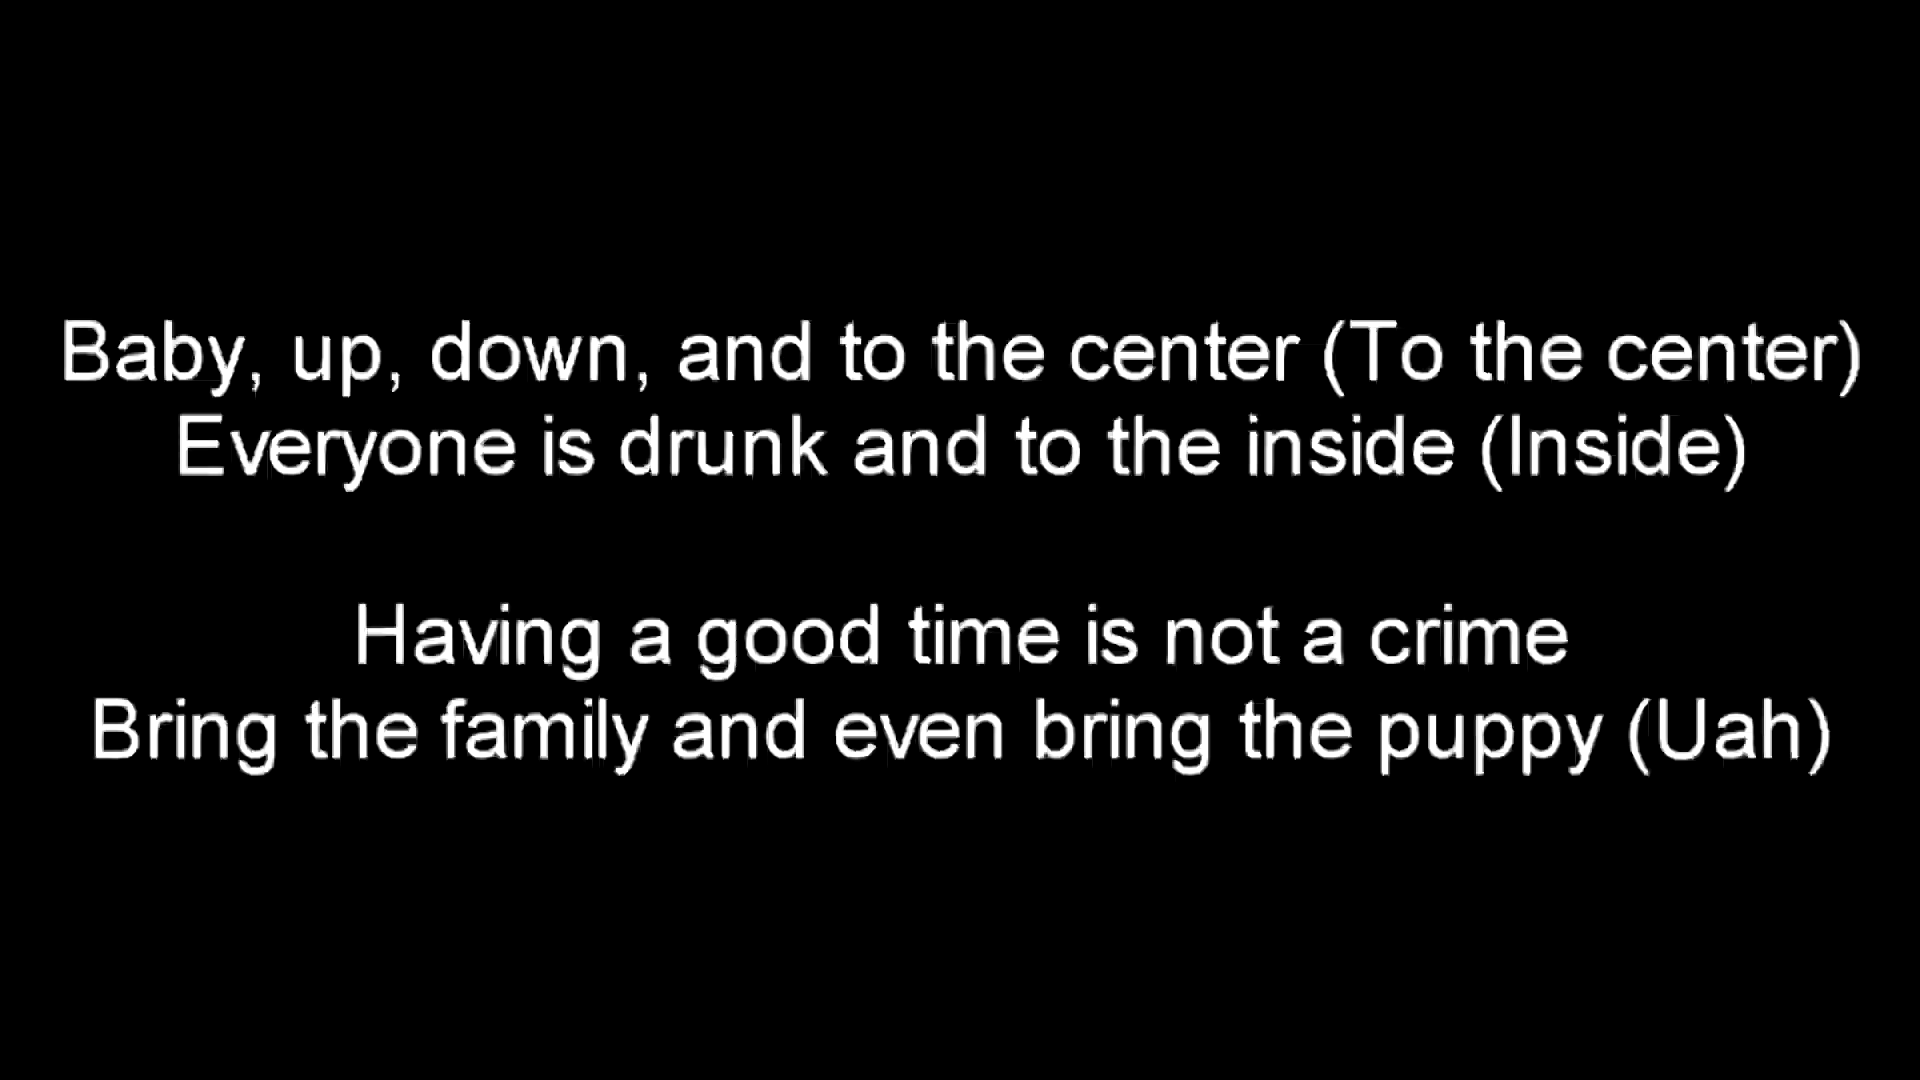 Baby, up, down, and to the center (To the center)
Everyone is drunk and to the inside (Inside)
Having a good time is not a crime
Bring the family and even bring the puppy (Uah)